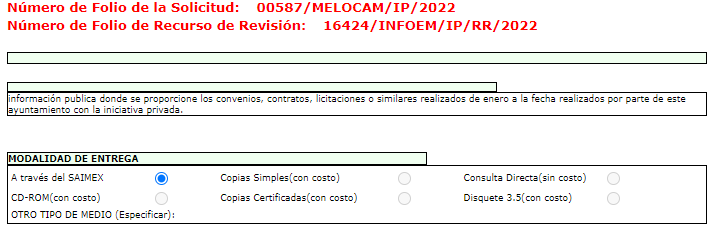 Número de Folio de la Solicitud: 00587/MELOCAM/IP/2022
Número de Folio de Recurso de Revisión: 16424/INFOEM/IP/RR/2022
información publica donde se proporcione los convenios, contratos, licitaciones o similares realizados de enero a la fecha realizados por parte de este
ayuntamiento con la iniciativa privada.
MODALIDAD DE ENTREGA
A través del SAIMEX Copias Simples(con costo) Consulta Directa(sin costo)
CD-ROM(con costo) Copias Certificadas(con costo) Disquete 3.5(con costo)
OTRO TIPO DE MEDIO (Especificar):